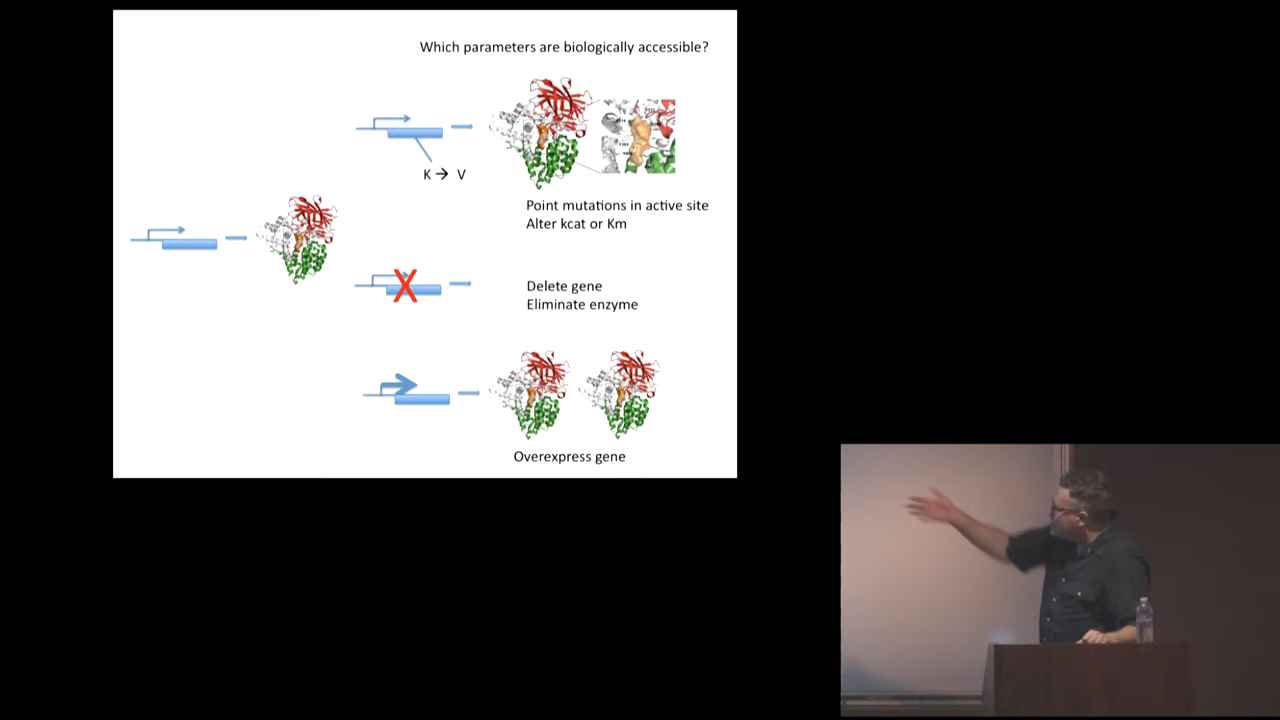 Which parameters are biologically accessible?
K → V
Point mutations in active site
Alter kcat or Km
Delete gene
Eliminate enzyme
X
Overexpress gene